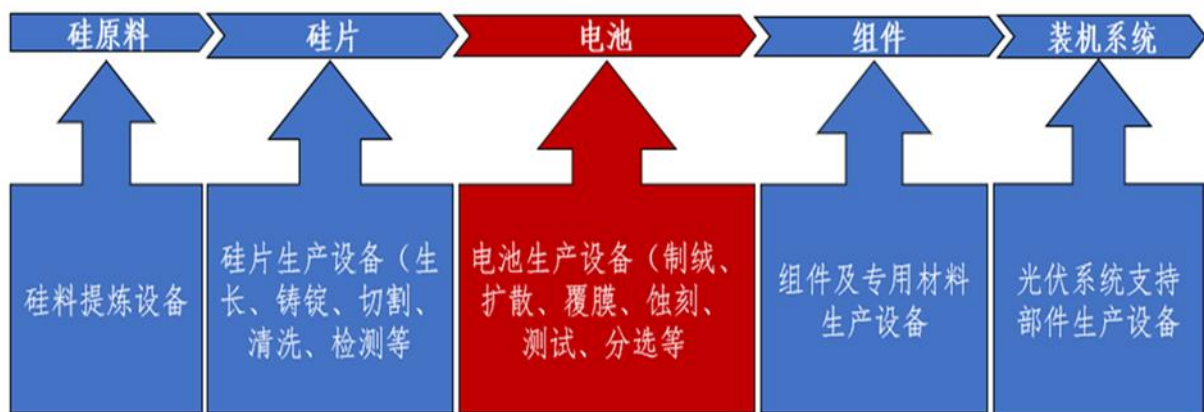 硅原料
硅片
电池
组件
装机系统
硅料提炼设备
硅片生产设备（生
长、铸锭、切割、
清洗、检测等
电池生产设备（制绒、
扩散、覆膜、蚀刻、
测试、分选等
组件及专用材料
生产设备
光伏系统支持
部件生产设备